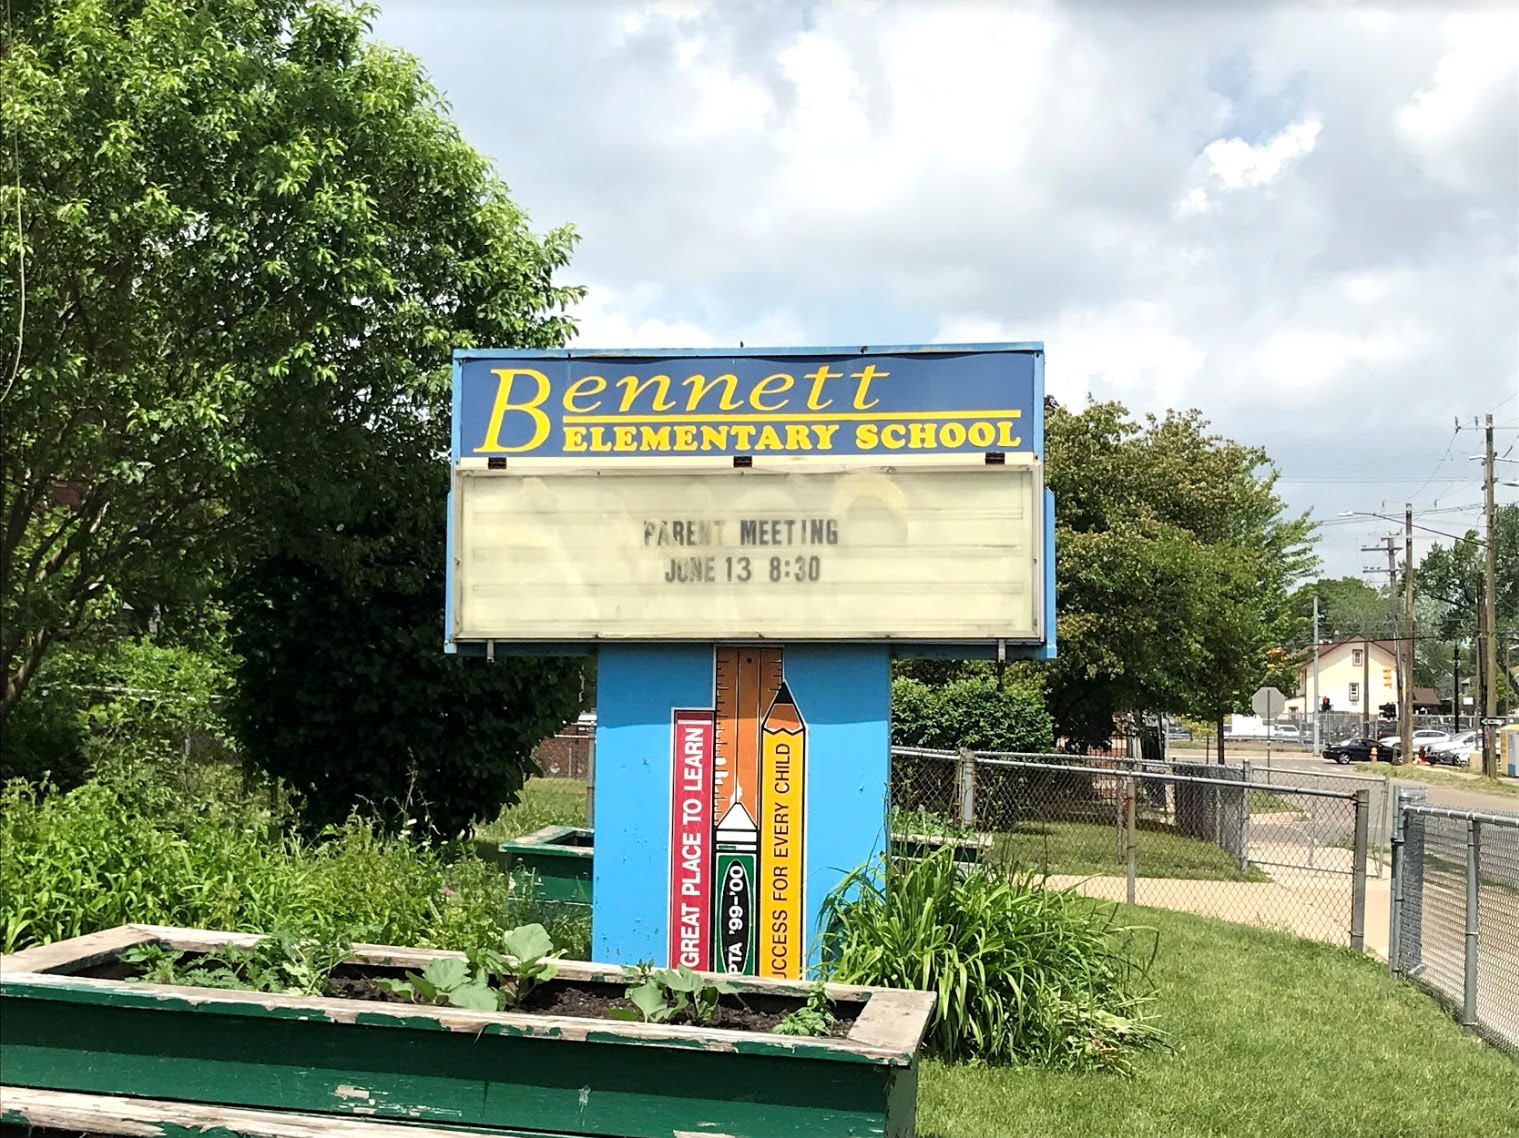 Bennett
ELEMENTARY SCHOOL
PARENT MEETING
JUNE 13 8:30
GREAT PLACE TO LEARN
PTA '99-'00
UCCESS FOR EVERY CHILD